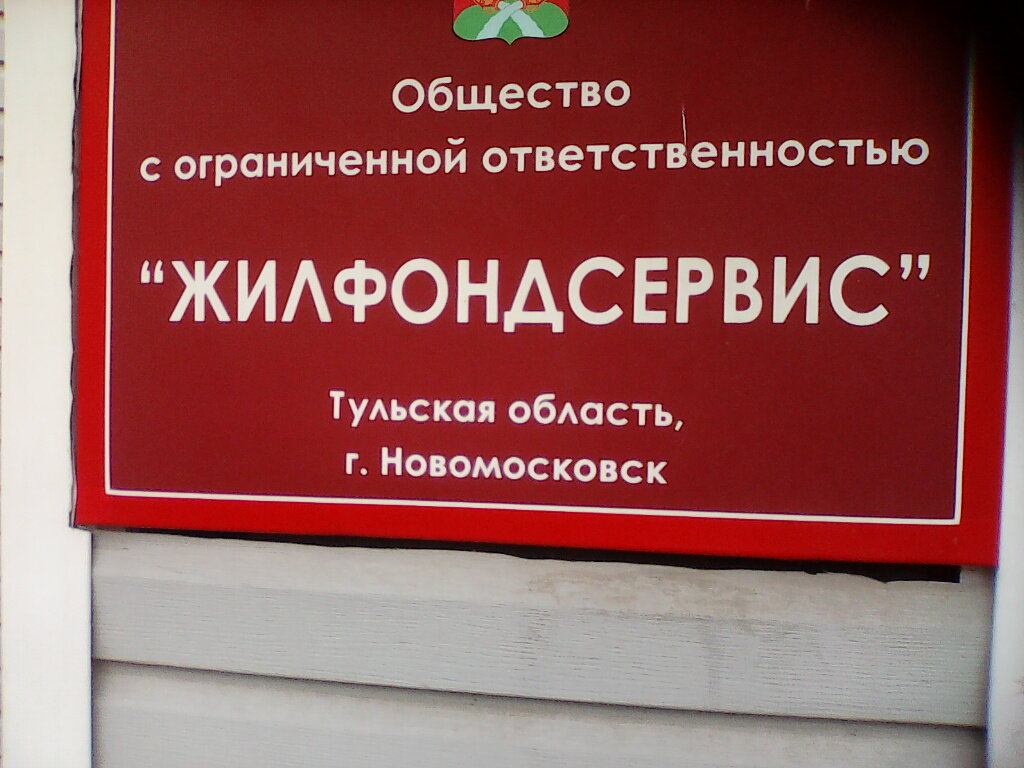 Общество
с ограниченной ответственностью
“ЖИЛФОНДСЕРВИС”
Тульская область,
г. Новомосковск